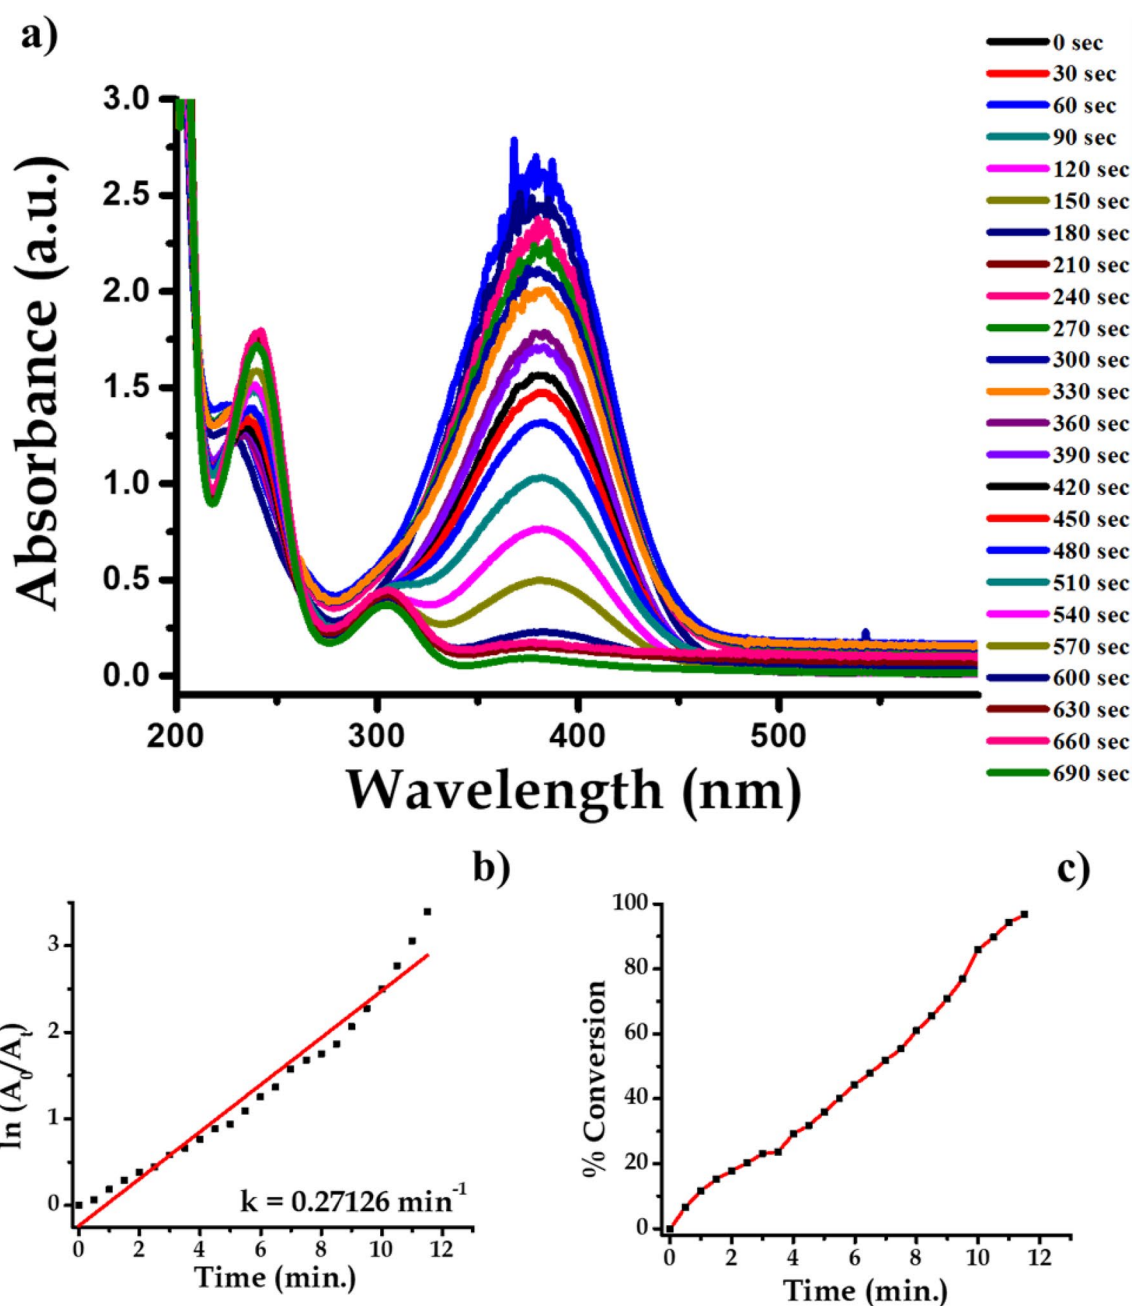 a)
0 sec
30 sec
60 sec
90 sec
120 sec
150 sec
180 sec
210 sec
240 sec
270 sec
300 sec
330 sec
360 sec
390 sec
420 sec
450 sec
480 sec
510 sec
540 sec
570 sec
600 sec
630 sec
660 sec
690 sec
Absorbance (a.u.)
3.0
2.5
2.0
1.5
1.0
0.5
0.0
200 300 400 500
Wavelength (nm)
b)
ln (A₀/Aₜ)
3
2
1
0
k = 0.27126 min⁻¹
0 2 4 6 8 10 12
Time (min.)
c)
% Conversion
100
80
60
40
20
0
0 2 4 6 8 10 12
Time (min.)